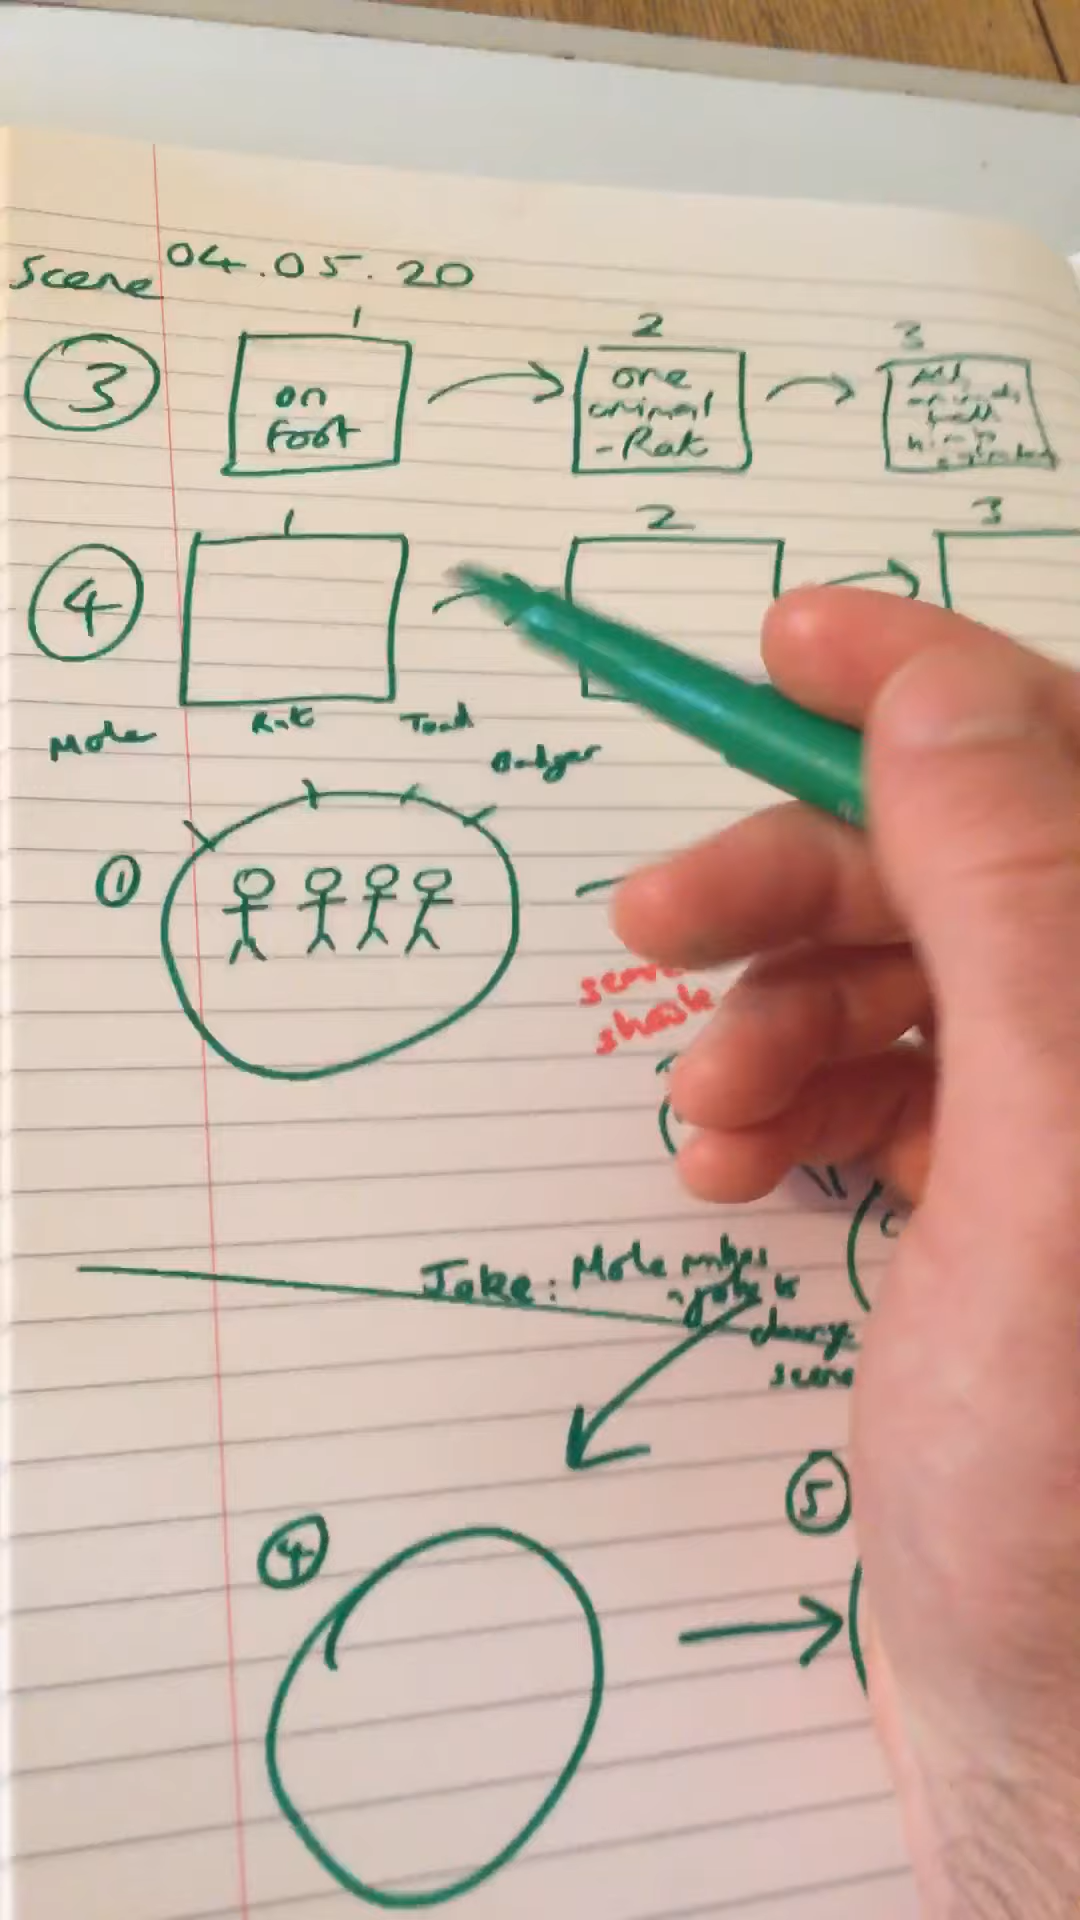 04.05.20
Scene
1 2 3
3
on
foot
one
animal
- Rat
1 2 3
4
Mole Rat Toad Badger
1
Joke: Mole makes
a joke to
change
scene
4
5